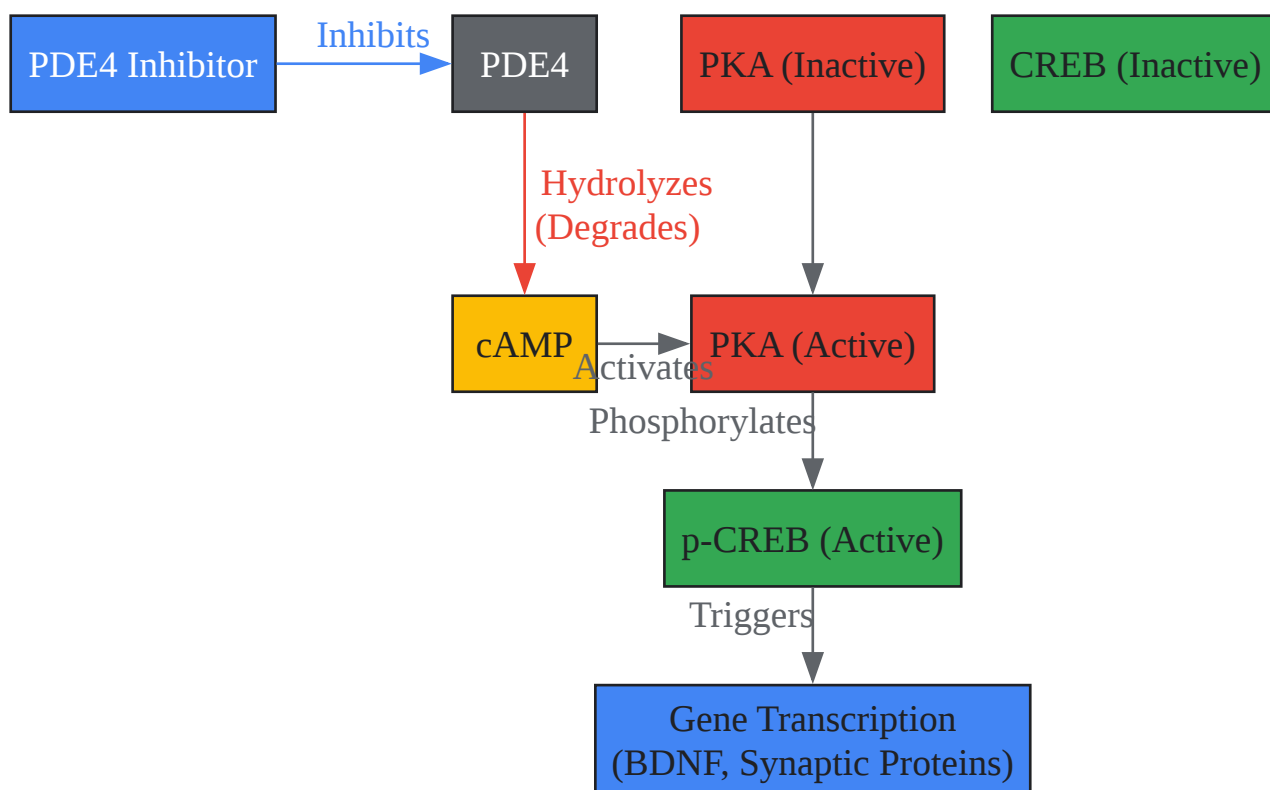 PDE4 Inhibitor
Inhibits
PDE4
PKA (Inactive)
CREB (Inactive)
Hydrolyzes
(Degrades)
cAMP
Activates
PKA (Active)
Phosphorylates
p-CREB (Active)
Triggers
Gene Transcription
(BDNF, Synaptic Proteins)